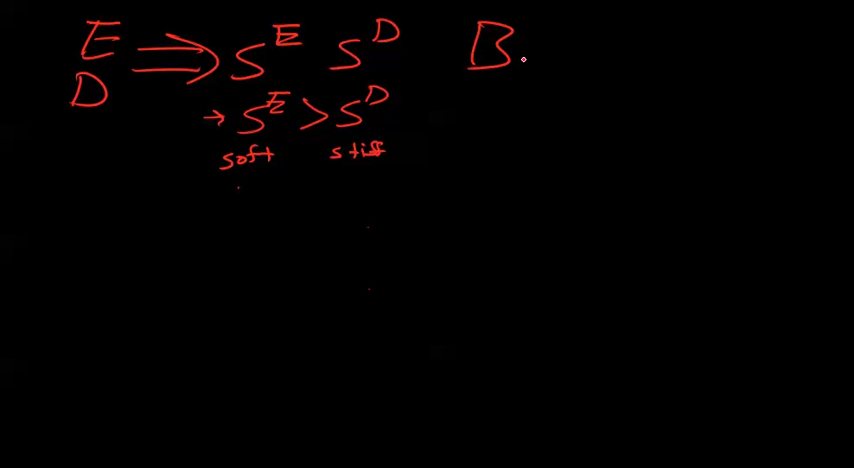 E ⇒ S^E S^D B
D
→ S^E > S^D
soft stiff